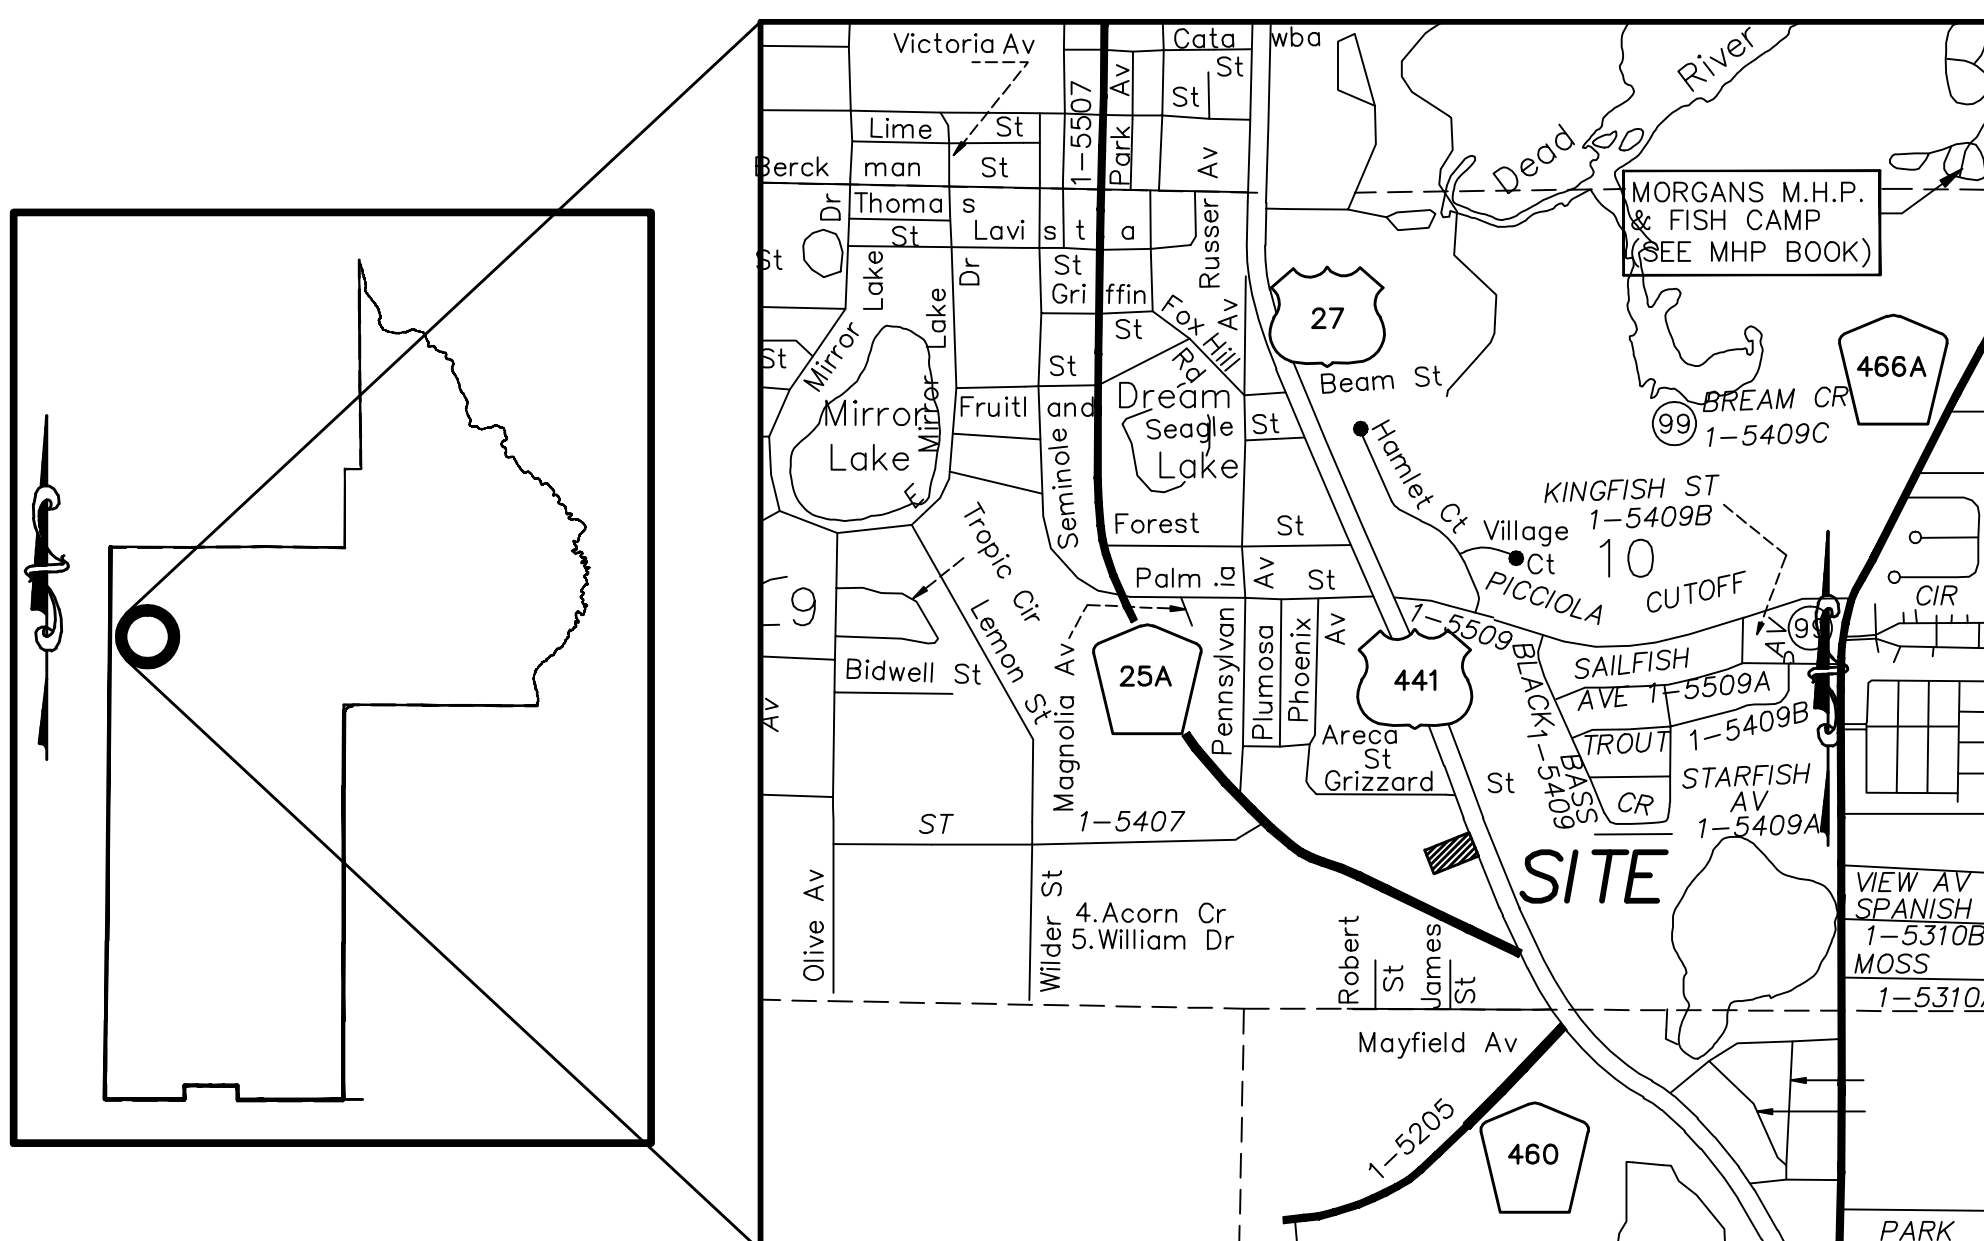 Victoria Av
Cata wba
St
St
River
1-5507
Park Av
Av
Lime St
Dead
Berck man St
MORGANS M.H.P.
& FISH CAMP
(SEE MHP BOOK)
Dr
Thoma s
St
Lavi s t a
St
Russer
Av
Lake
Dr
St
Gri ffin
St
27
Mirror
Lake
Fox Hill
Rd
St
St
466A
Beam St
Mirror
Lake
Mirror
Fruitl and
Dream
Seagle
Lake
St
BREAM CR
99
1-5409C
Hamlet Ct
E
Seminole
Tropic Cir
Forest St
KINGFISH ST
1-5409B
Village
Ct
10
Palm
ia
Av
St
PICCIOLA CUTOFF
CIR
9
Lemon St
1-5509
99
AV
Bidwell St
Magnolia Av
25A
Pennsylvan
Plumosa
Phoenix
Av
441
BLACK
BASS
1-5409
SAILFISH
AVE 1-5509A
1-5409B
Av
Areca
St
Grizzard St
TROUT
CR
STARFISH
AV
1-5409A
ST
1-5407
SITE
Olive Av
Wilder St
4.Acorn Cr
5.William Dr
Robert
St
James
St
VIEW AV
SPANISH
1-5310B
MOSS
1-5310A
Mayfield Av
1-5205
460
PARK